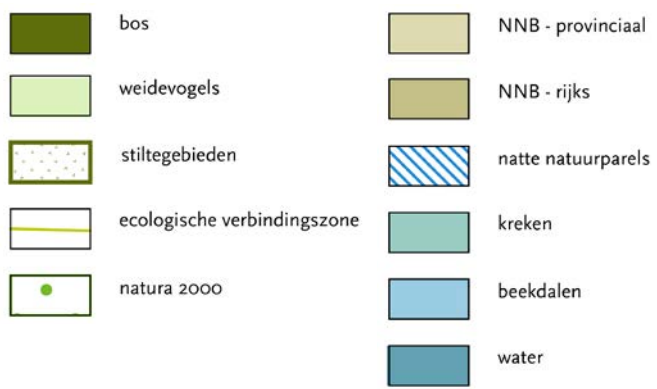 bos
weidevogels
stiltegebieden
ecologische verbindingszone
natura 2000
NNB - provinciaal
NNB - rijks
natte natuurparels
kreken
beekdalen
water